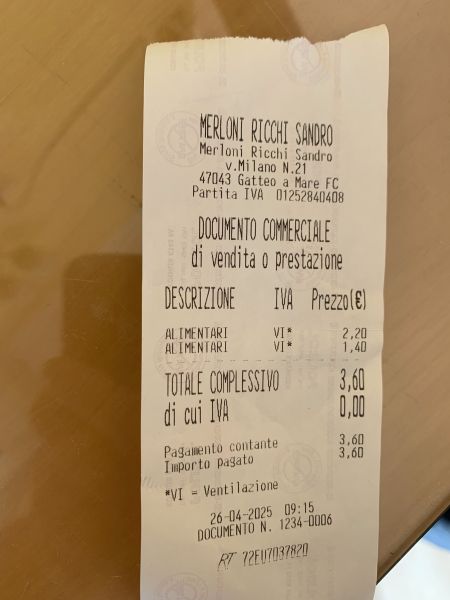 MERLONI RICCHI SANDRO
Merloni Ricchi Sandro
v.Milano N.21
47043 Gatteo a Mare FC
Partita IVA 01252840408
DOCUMENTO COMMERCIALE
di vendita o prestazione
DESCRIZIONE IVA Prezzo(€)
ALIMENTARI VI* 2,20
ALIMENTARI VI* 1,40
TOTALE COMPLESSIVO 3,60
di cui IVA 0,00
Pagamento contante 3,60
Importo pagato 3,60
*VI = Ventilazione
26-04-2025 09:15
DOCUMENTO N. 1234-0006
RT 72EU7037820